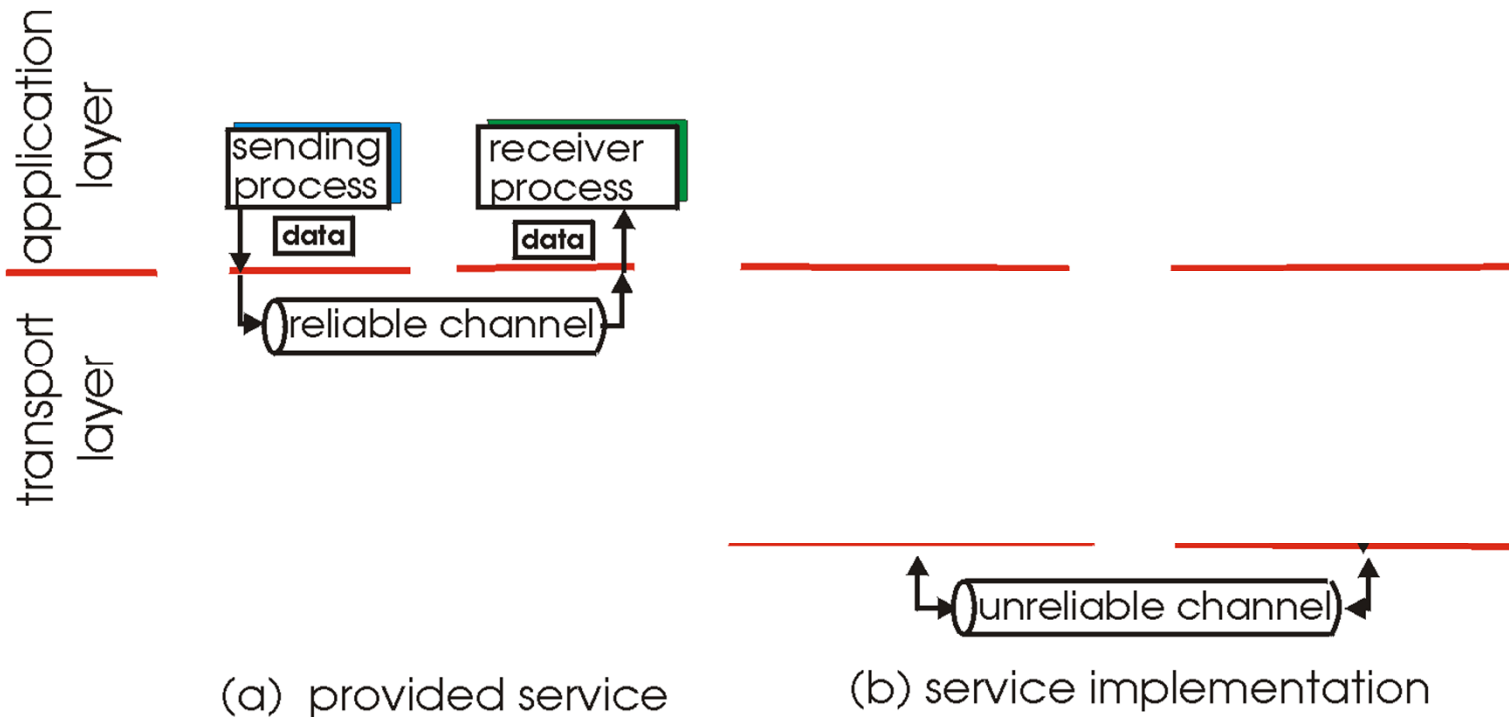 application
layer
transport
layer
sending
process
receiver
process
data
data
reliable channel
unreliable channel
(a) provided service
(b) service implementation